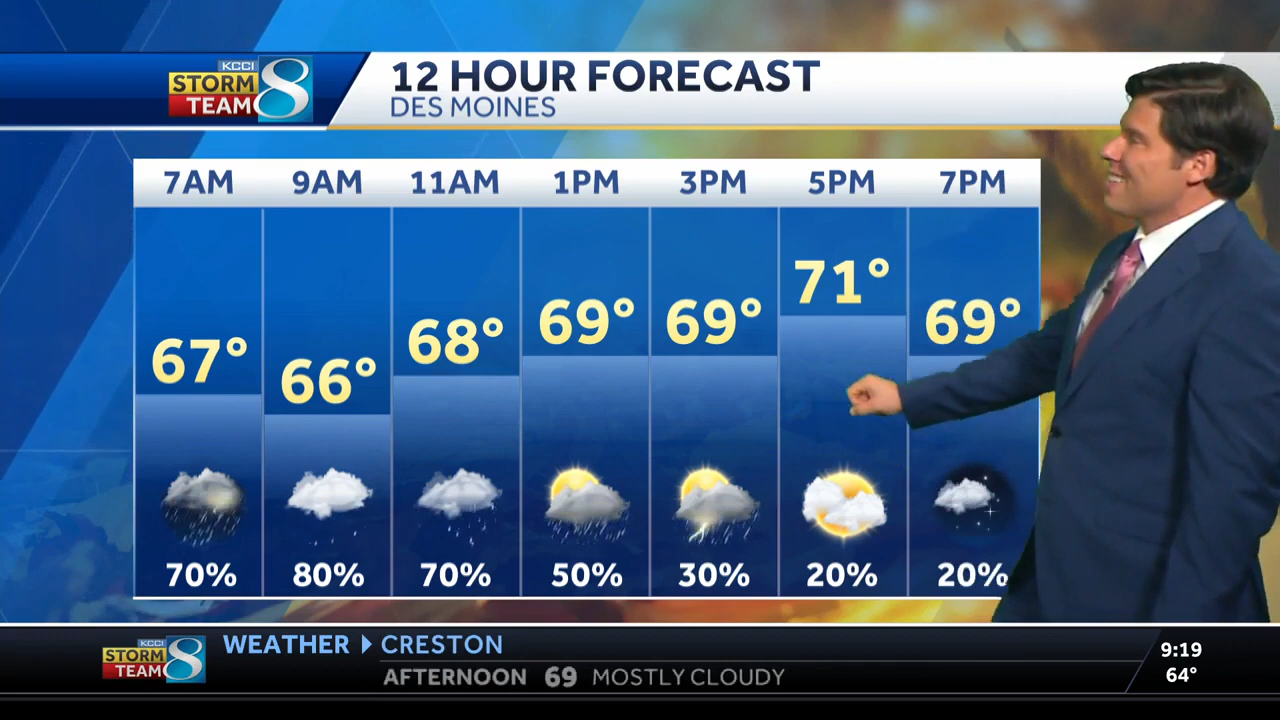 KCCI
STORM
TEAM 8
12 HOUR FORECAST
DES MOINES
7AM 9AM 11AM 1PM 3PM 5PM 7PM
67° 66° 68° 69° 69° 71° 69°
70% 80% 70% 50% 30% 20% 20%
KCCI
STORM
TEAM 8
WEATHER CRESTON
AFTERNOON 69 MOSTLY CLOUDY
9:19
64°